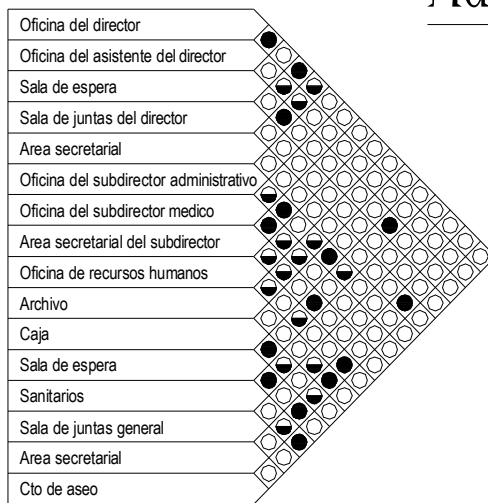 Oficina del director
Oficina del asistente del director
Sala de espera
Sala de juntas del director
Area secretarial
Oficina del subdirector administrativo
Oficina del subdirector medico
Area secretarial del subdirector
Oficina de recursos humanos
Archivo
Caja
Sala de espera
Sanitarios
Sala de juntas general
Area secretarial
Cto de aseo